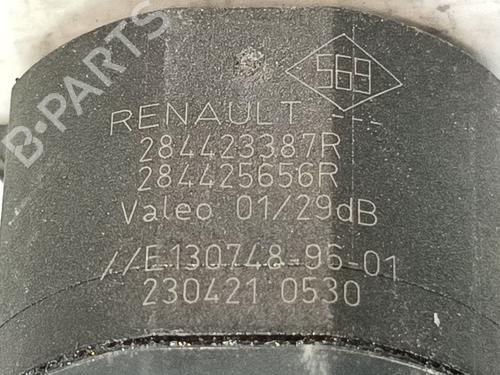 569
RENAULT ---
284423387R
284425656R
Valeo 01/29dB
//E130748-96-01
230421 0530
B-PARTS